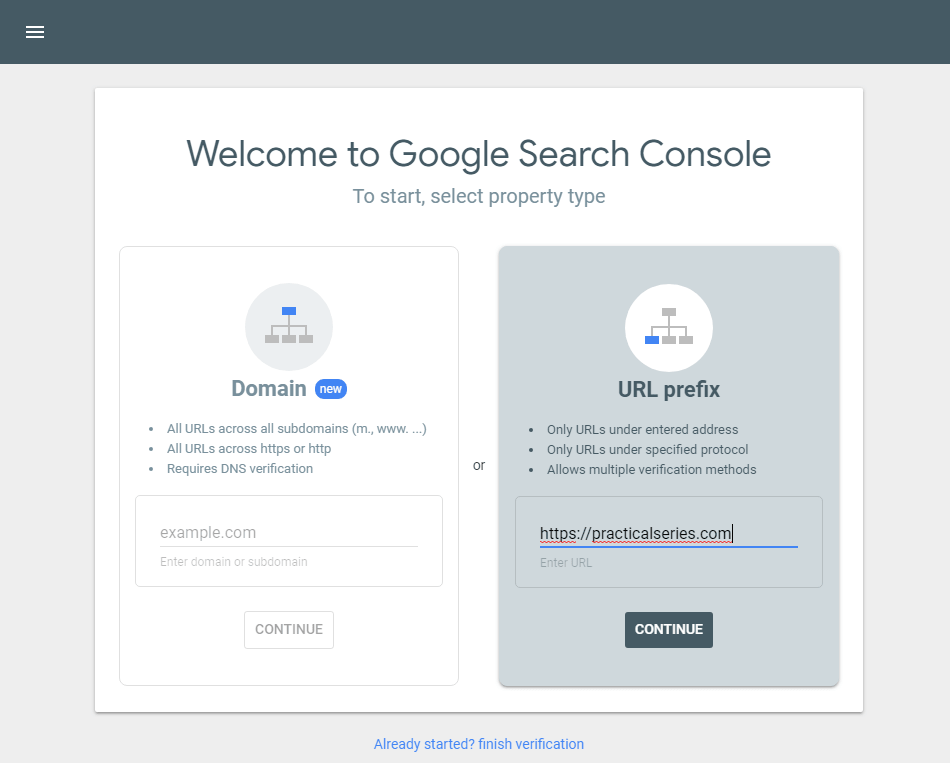 Welcome to Google Search Console
To start, select property type
Domain new
All URLs across all subdomains (m., www. ...)
All URLs across https or http
Requires DNS verification
example.com
Enter domain or subdomain
CONTINUE
or
URL prefix
Only URLs under entered address
Only URLs under specified protocol
Allows multiple verification methods
https://practicalseries.com
Enter URL
CONTINUE
Already started? finish verification